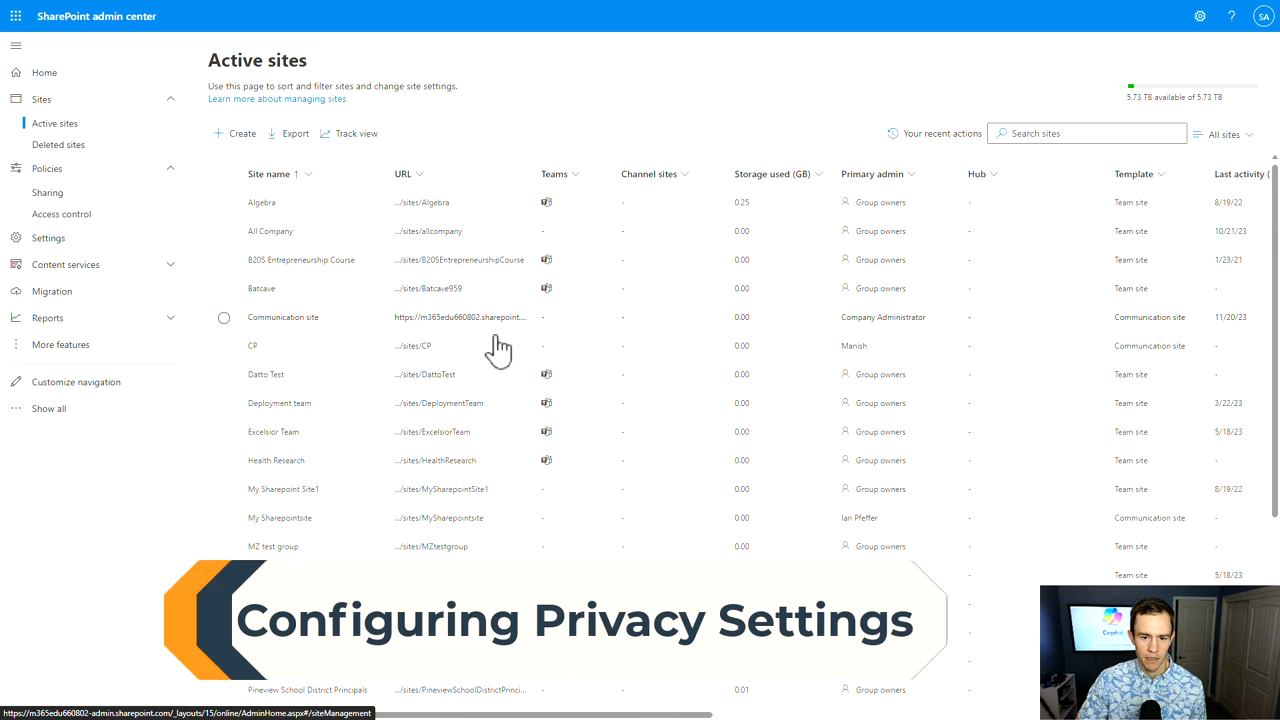 SharePoint admin center
?
SA
Home
Sites
Active sites
Deleted sites
Policies
Sharing
Access control
Settings
Content services
Migration
Reports
More features
Customize navigation
Show all
Active sites
Use this page to sort and filter sites and change site settings.
Learn more about managing sites
5.73 TB available of 5.73 TB
Create Export Track view
Your recent actions Search sites All sites
Site name ↑ URL Teams Channel sites Storage used (GB) Primary admin Hub Template Last activity (
Algebra .../sites/Algebra - 0.25 Group owners - Team site 8/19/22
All Company .../sites/allcompany - - 0.00 Group owners - Team site 10/21/23
B20S Entrepreneurship Course .../sites/B20SEntrepreneurshipCourse - 0.00 Group owners - Team site 1/23/21
Batcave .../sites/Batcave959 - 0.00 Group owners - Team site -
Communication site https://m365edu660802.sharepoint.... - - 0.00 Company Administrator - Communication site 11/20/23
CP .../sites/CP - - 0.00 Manish - Communication site -
Datto Test .../sites/DattoTest - 0.00 Group owners - Team site -
Deployment team .../sites/DeploymentTeam - 0.00 Group owners - Team site 3/22/23
Excelsior Team .../sites/ExcelsiorTeam - 0.00 Group owners - Team site 5/18/23
Health Research .../sites/HealthResearch - 0.00 Group owners - Team site -
My Sharepoint Site1 .../sites/MySharepointSite1 - - 0.00 Group owners - Team site 8/19/22
My Sharepointsite .../sites/MySharepointsite - - 0.00 Ian Pfeffer - Communication site -
MZ test group .../sites/MZtestgroup - - 0.00 Group owners - Team site -
- Team site 5/18/23
Configuring Privacy Settings
Copilot
Pineview School District Principals .../sites/PineviewSchoolDistrictPrinci... 0.01 Group owners
https://m365edu660802-admin.sharepoint.com/_layouts/15/online/AdminHome.aspx#/siteManagement